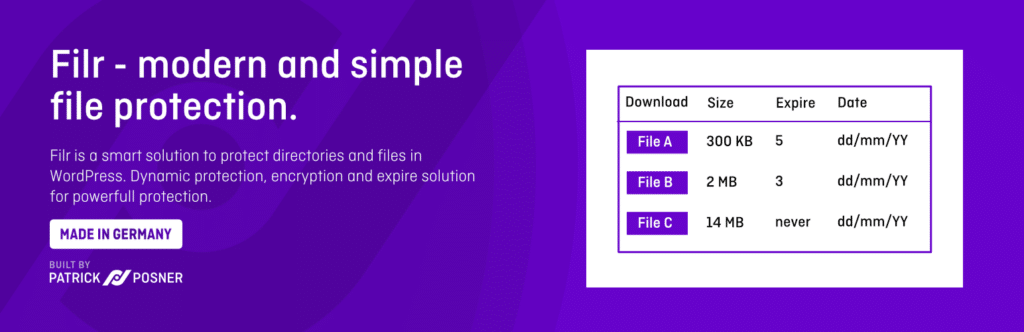 Filr - modern and simple
file protection.
Filr is a smart solution to protect directories and files in
WordPress. Dynamic protection, encryption and expire solution
for powerfull protection.
MADE IN GERMANY
BUILT BY
PATRICK POSNER
Download Size Expire Date
File A 300 KB 5 dd/mm/YY
File B 2 MB 3 dd/mm/YY
File C 14 MB never dd/mm/YY